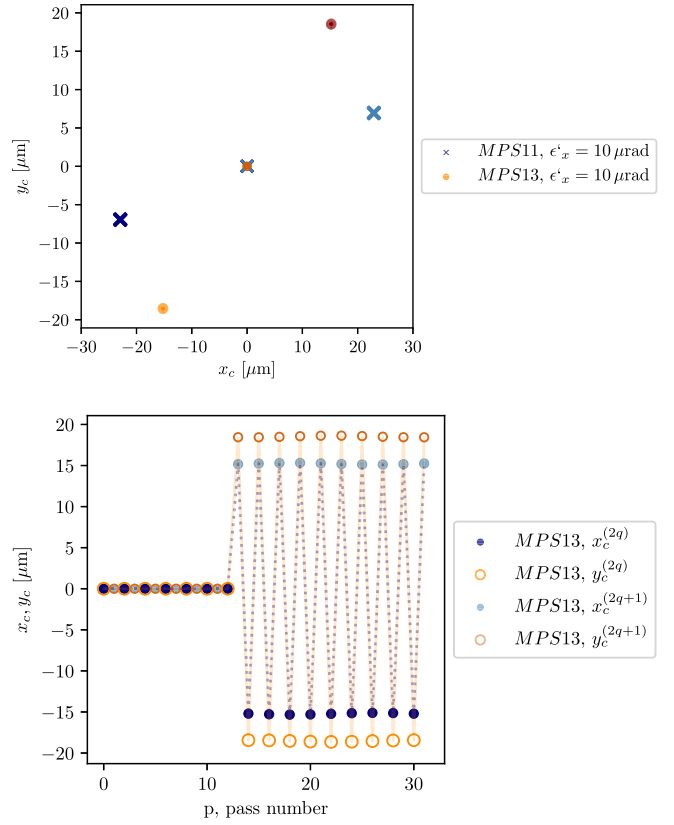 20
15
10
5
0
−5
−10
−15
−20
y_c [μm]
−30 −20 −10 0 10 20 30
x_c [μm]
MPS11, ϵ‘_x = 10 μrad
MPS13, ϵ‘_x = 10 μrad
20
15
10
5
0
−5
−10
−15
−20
x_c, y_c [μm]
0 10 20 30
p, pass number
MPS13, x_c^(2q)
MPS13, y_c^(2q)
MPS13, x_c^(2q+1)
MPS13, y_c^(2q+1)